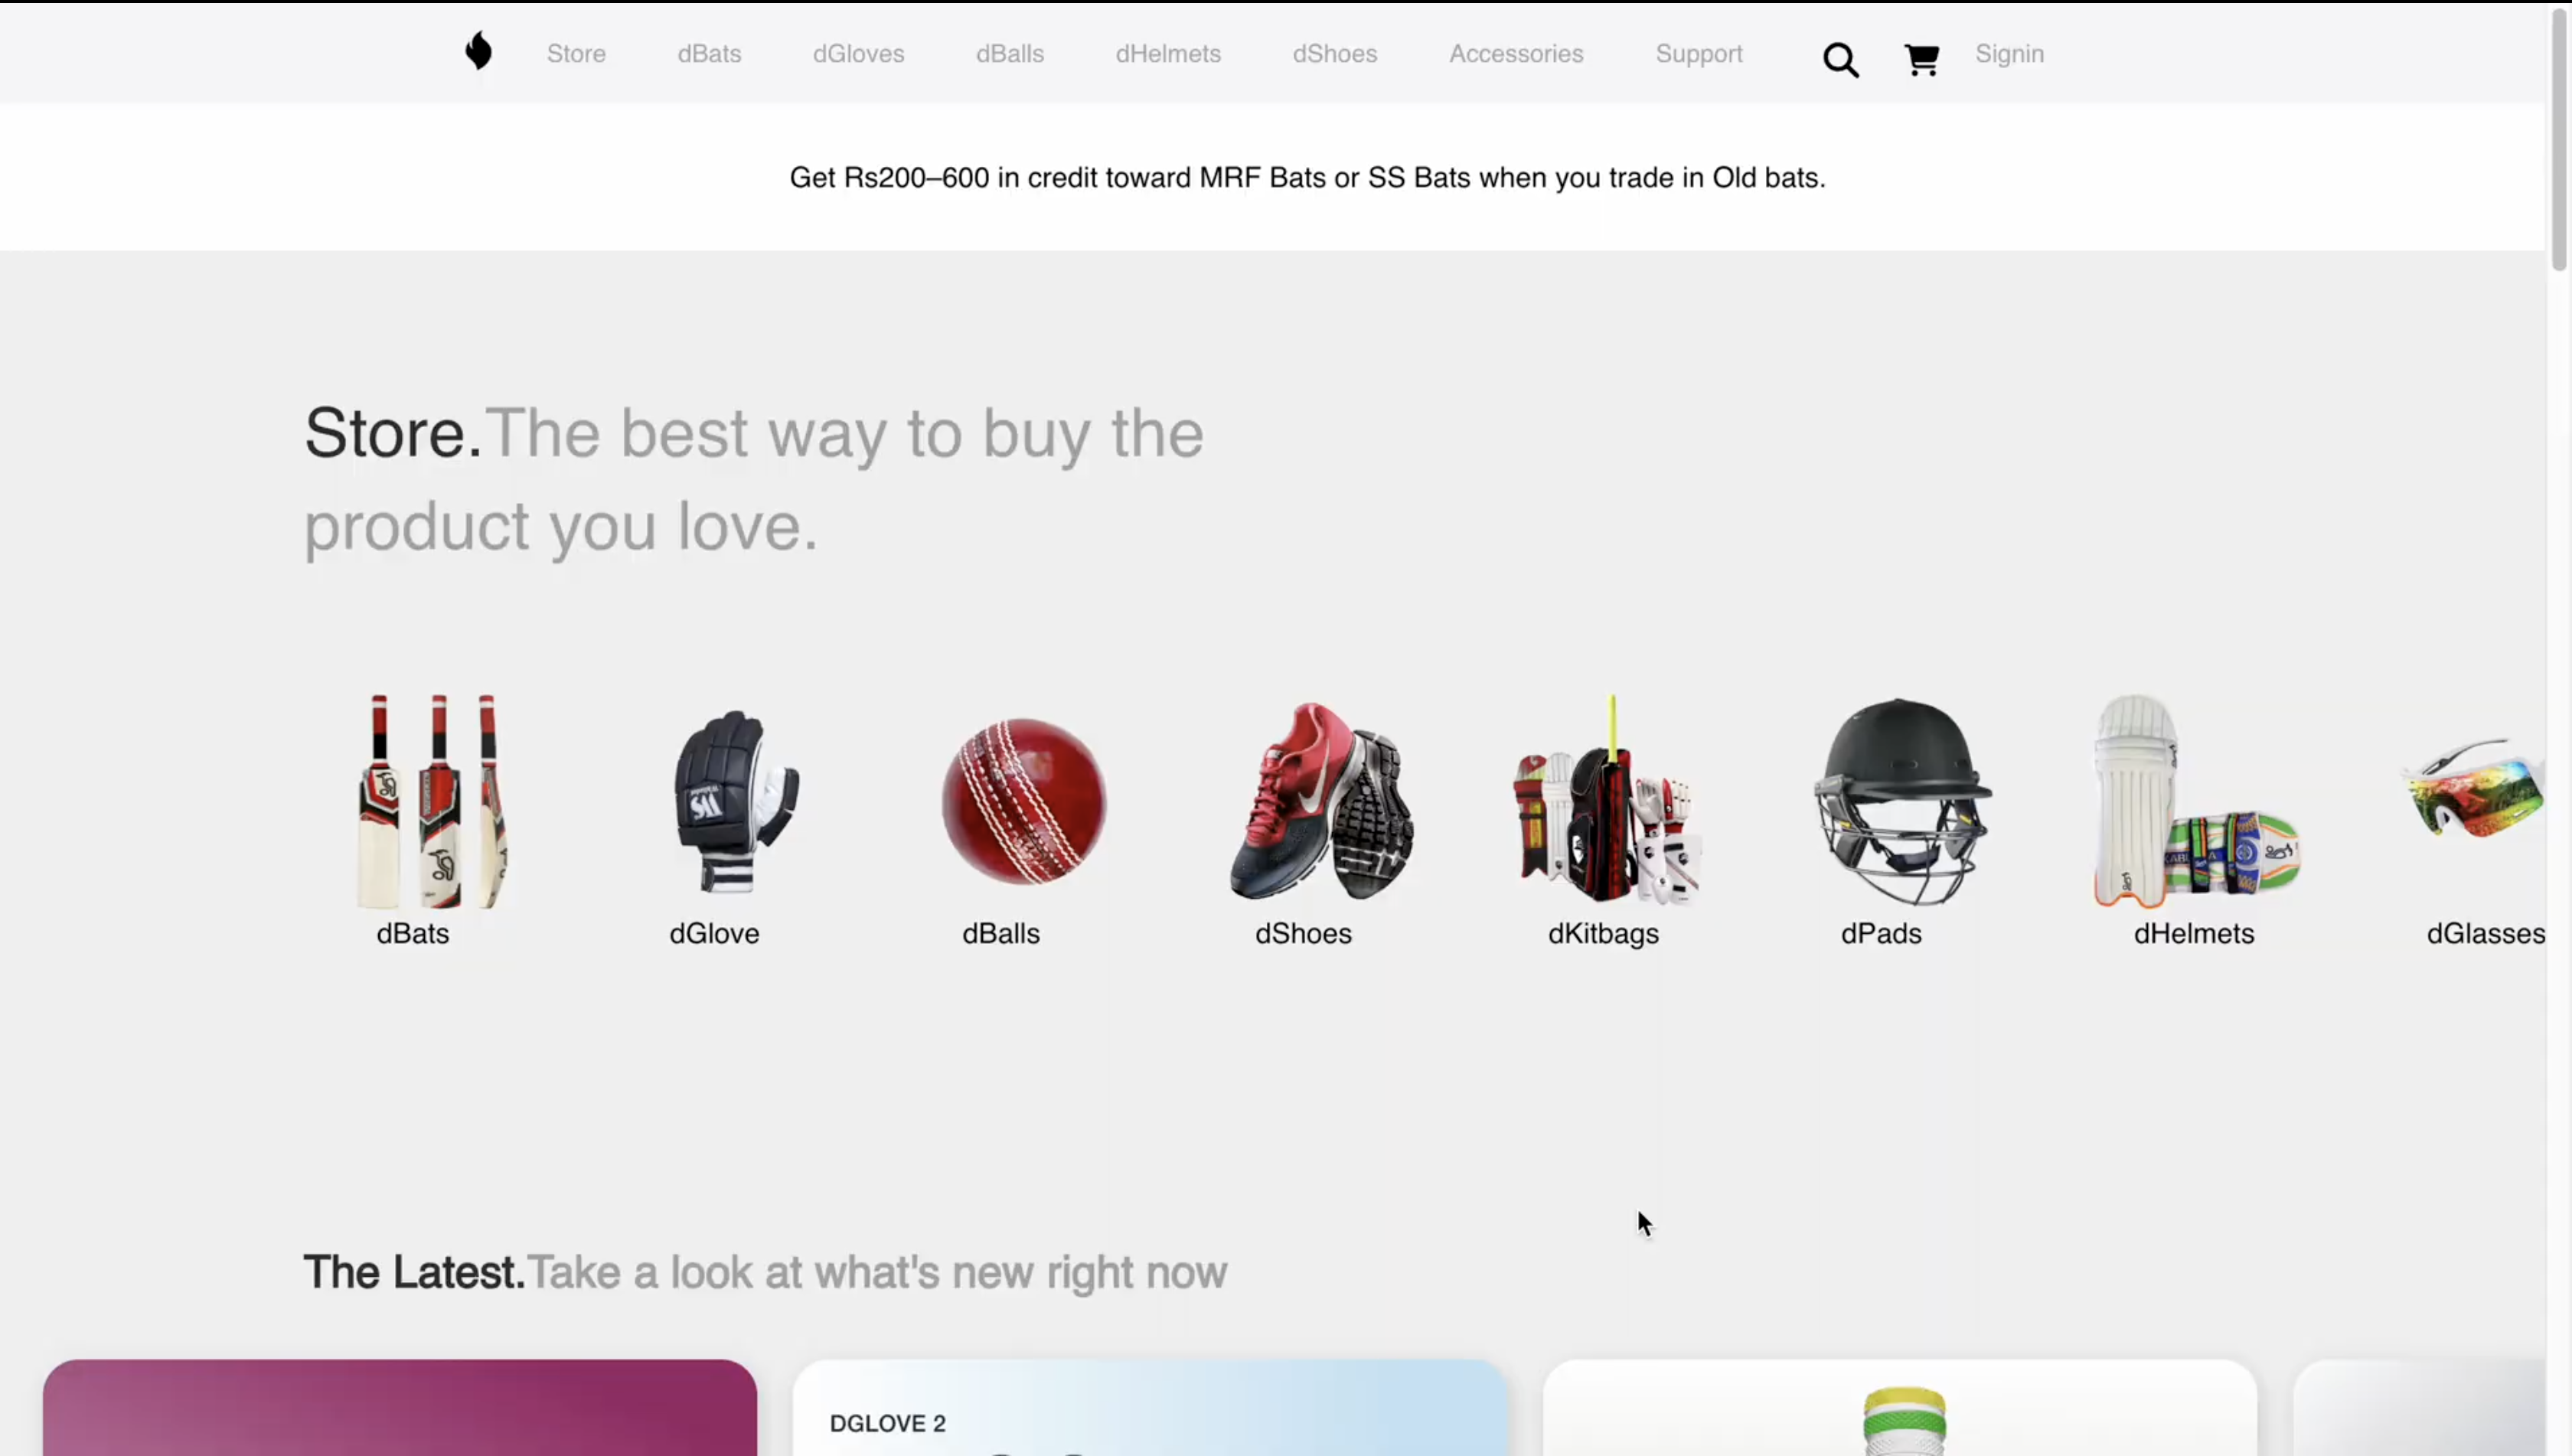 Store dBats dGloves dBalls dHelmets dShoes Accessories Support Signin
Get Rs200–600 in credit toward MRF Bats or SS Bats when you trade in Old bats.
Store.The best way to buy the
product you love.
dBats dGlove dBalls dShoes dKitbags dPads dHelmets dGlasses
The Latest.Take a look at what's new right now
DGLOVE 2